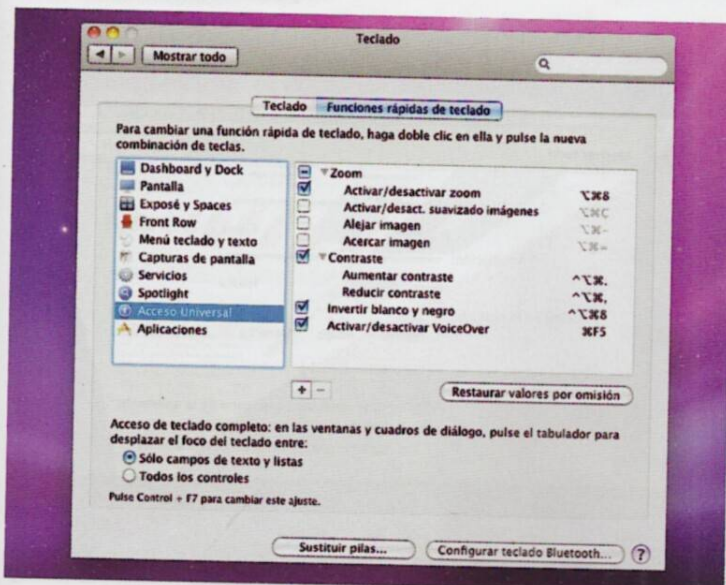 Teclado
Mostrar todo
Teclado Funciones rápidas de teclado
Para cambiar una función rápida de teclado, haga doble clic en ella y pulse la nueva
combinación de teclas.
Dashboard y Dock
Pantalla
Exposé y Spaces
Front Row
Menú teclado y texto
Capturas de pantalla
Servicios
Spotlight
Acceso Universal
Aplicaciones
Zoom
Activar/desactivar zoom ⌥⌘8
Activar/desact. suavizado imágenes ⌥⌘C
Alejar imagen ⌥⌘-
Acercar imagen ⌥⌘=
Contraste
Aumentar contraste ^⌥⌘.
Reducir contraste ^⌥⌘,
Invertir blanco y negro ^⌥⌘8
Activar/desactivar VoiceOver ⌘F5
+ −
Restaurar valores por omisión
Acceso de teclado completo: en las ventanas y cuadros de diálogo, pulse el tabulador para
desplazar el foco del teclado entre:
Sólo campos de texto y listas
Todos los controles
Pulse Control + F7 para cambiar este ajuste.
Sustituir pilas... Configurar teclado Bluetooth... ?